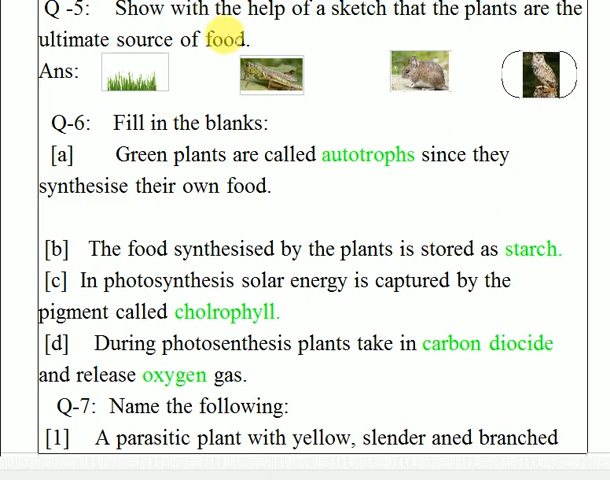 Q -5: Show with the help of a sketch that the plants are the
ultimate source of food.
Ans:
Q-6: Fill in the blanks:
[a] Green plants are called autotrophs since they
synthesise their own food.
[b] The food synthesised by the plants is stored as starch.
[c] In photosynthesis solar energy is captured by the
pigment called cholrophyll.
[d] During photosenthesis plants take in carbon diocide
and release oxygen gas.
Q-7: Name the following:
[1] A parasitic plant with yellow, slender aned branched